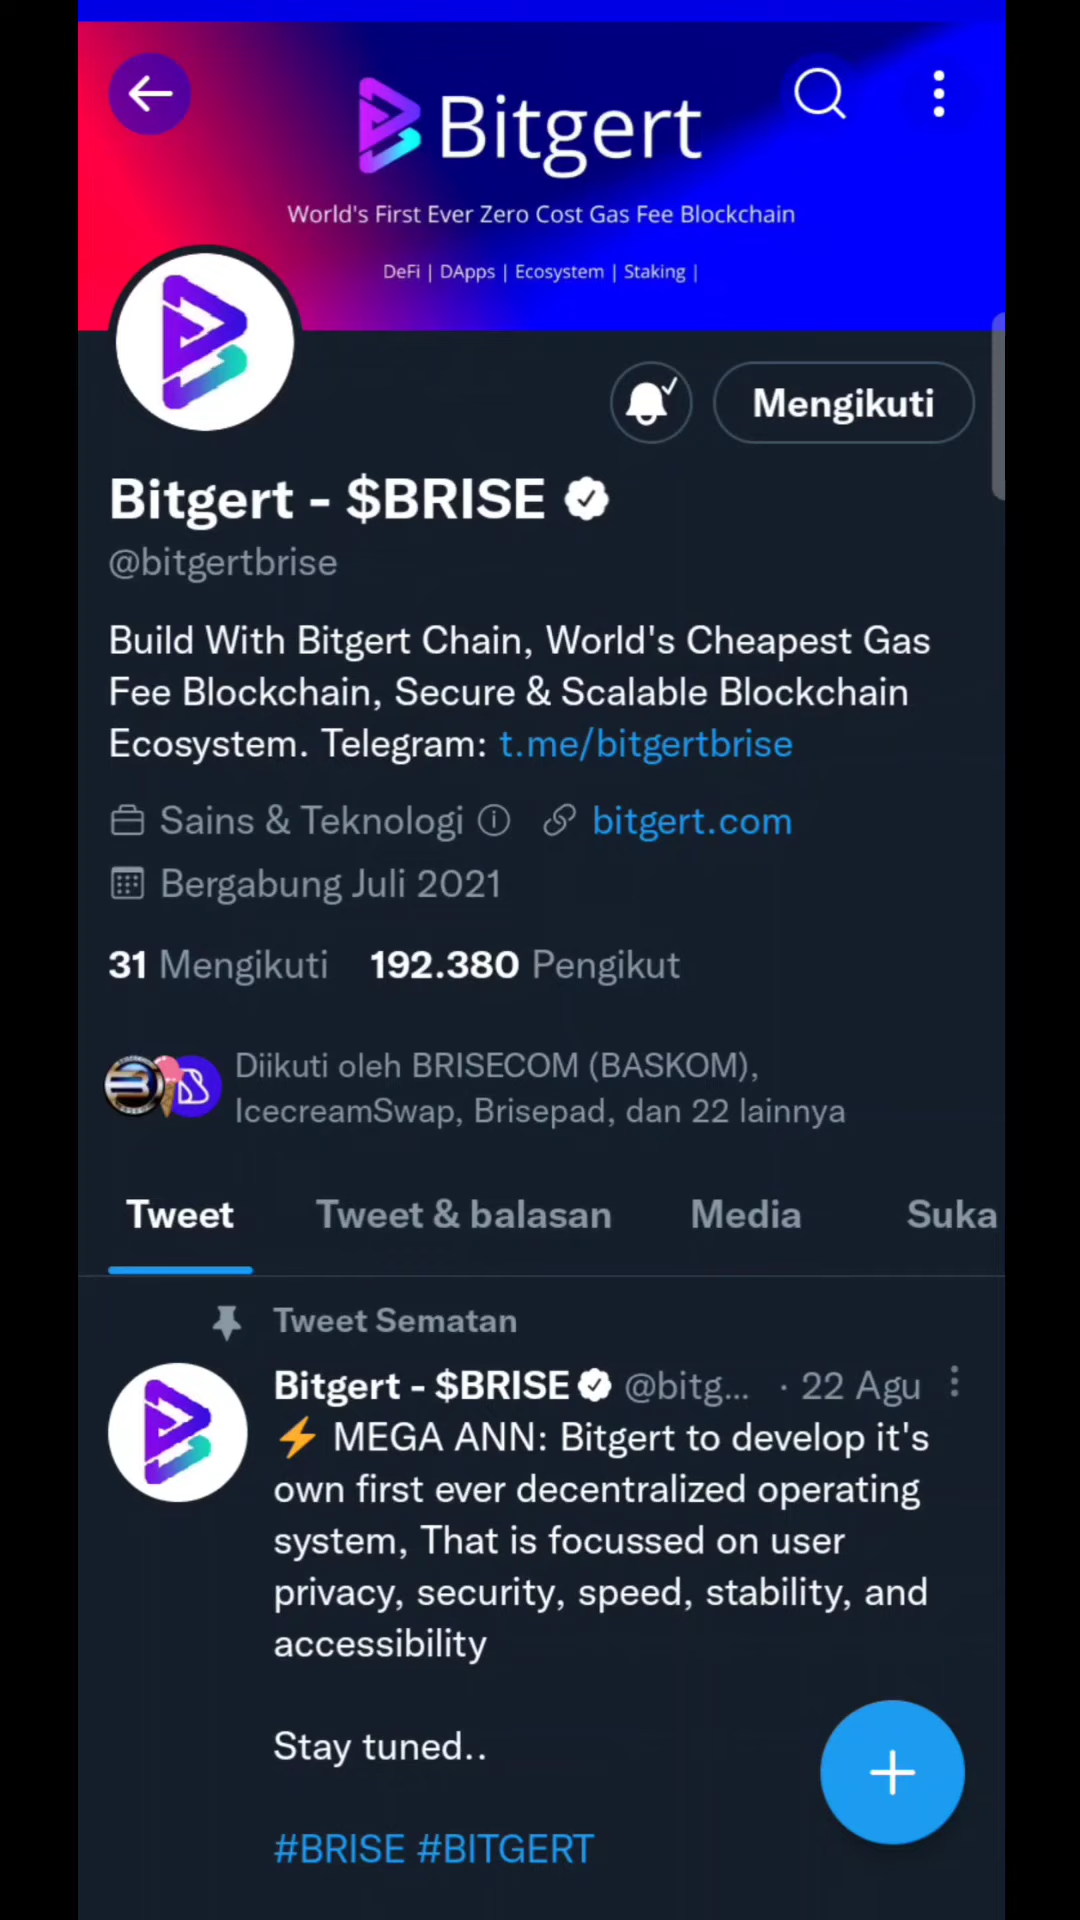 Bitgert
World's First Ever Zero Cost Gas Fee Blockchain
DeFi | DApps | Ecosystem | Staking |
Mengikuti
Bitgert - $BRISE
@bitgertbrise
Build With Bitgert Chain, World's Cheapest Gas
Fee Blockchain, Secure & Scalable Blockchain
Ecosystem. Telegram: t.me/bitgertbrise
Sains & Teknologi bitgert.com
Bergabung Juli 2021
31 Mengikuti 192.380 Pengikut
Diikuti oleh BRISECOM (BASKOM),
IcecreamSwap, Brisepad, dan 22 lainnya
Tweet Tweet & balasan Media Suka
Tweet Sematan
Bitgert - $BRISE @bitg... · 22 Agu
⚡ MEGA ANN: Bitgert to develop it's
own first ever decentralized operating
system, That is focussed on user
privacy, security, speed, stability, and
accessibility
Stay tuned..
#BRISE #BITGERT